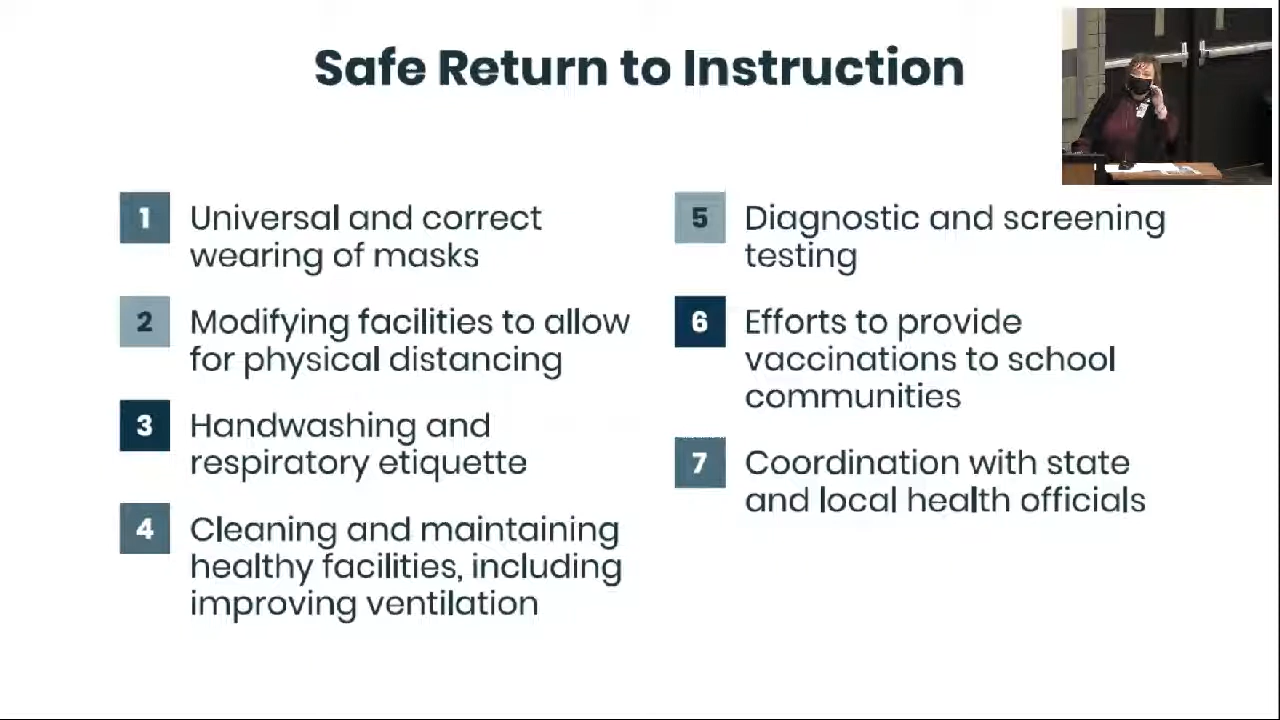 Safe Return to Instruction
1 Universal and correct
wearing of masks
2 Modifying facilities to allow
for physical distancing
3 Handwashing and
respiratory etiquette
4 Cleaning and maintaining
healthy facilities, including
improving ventilation
5 Diagnostic and screening
testing
6 Efforts to provide
vaccinations to school
communities
7 Coordination with state
and local health officials